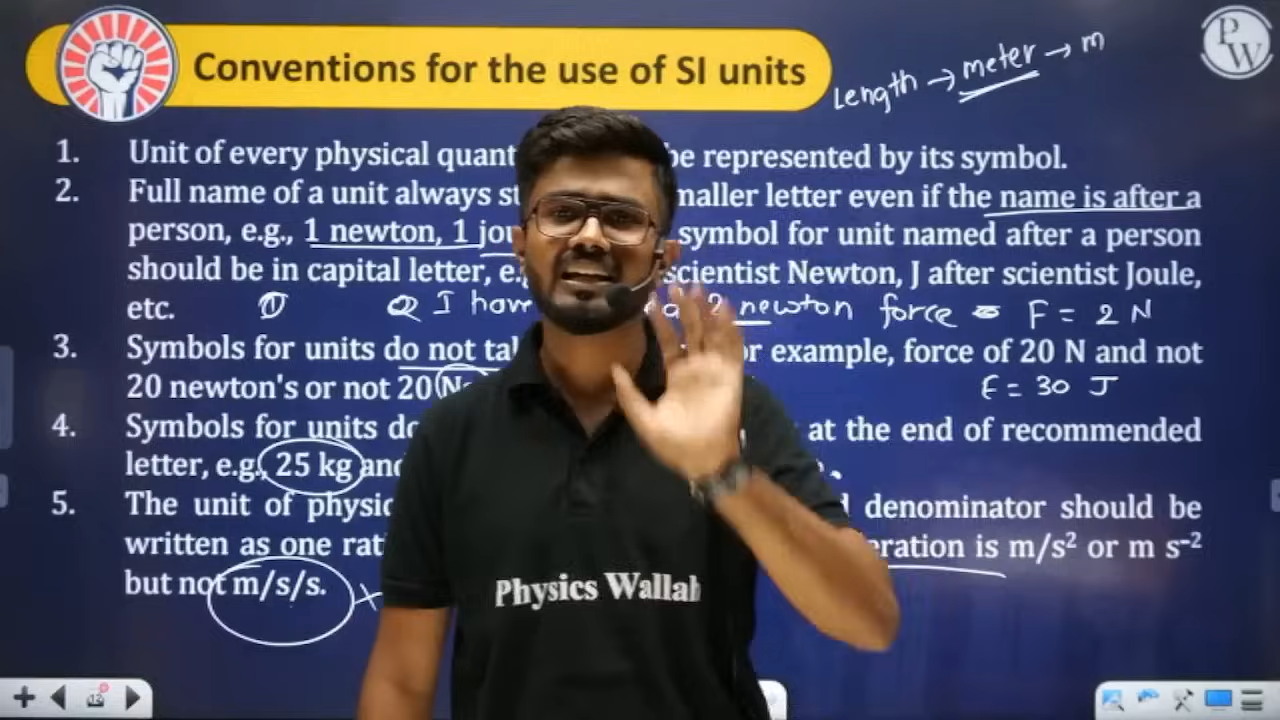 Conventions for the use of SI units
Length → meter → m
PW
1. Unit of every physical quant be represented by its symbol.
2. Full name of a unit always st maller letter even if the name is after a
person, e.g., 1 newton, 1 jou symbol for unit named after a person
should be in capital letter, e. scientist Newton, J after scientist Joule,
etc. Q I hav 2 newton force F = 2 N
3. Symbols for units do not ta r example, force of 20 N and not
20 newton's or not 20 N F = 30 J
4. Symbols for units do at the end of recommended
letter, e.g., 25 kg and
5. The unit of physic denominator should be
written as one rat eration is m/s² or m s⁻²
but not m/s/s. ×
Physics Wallah